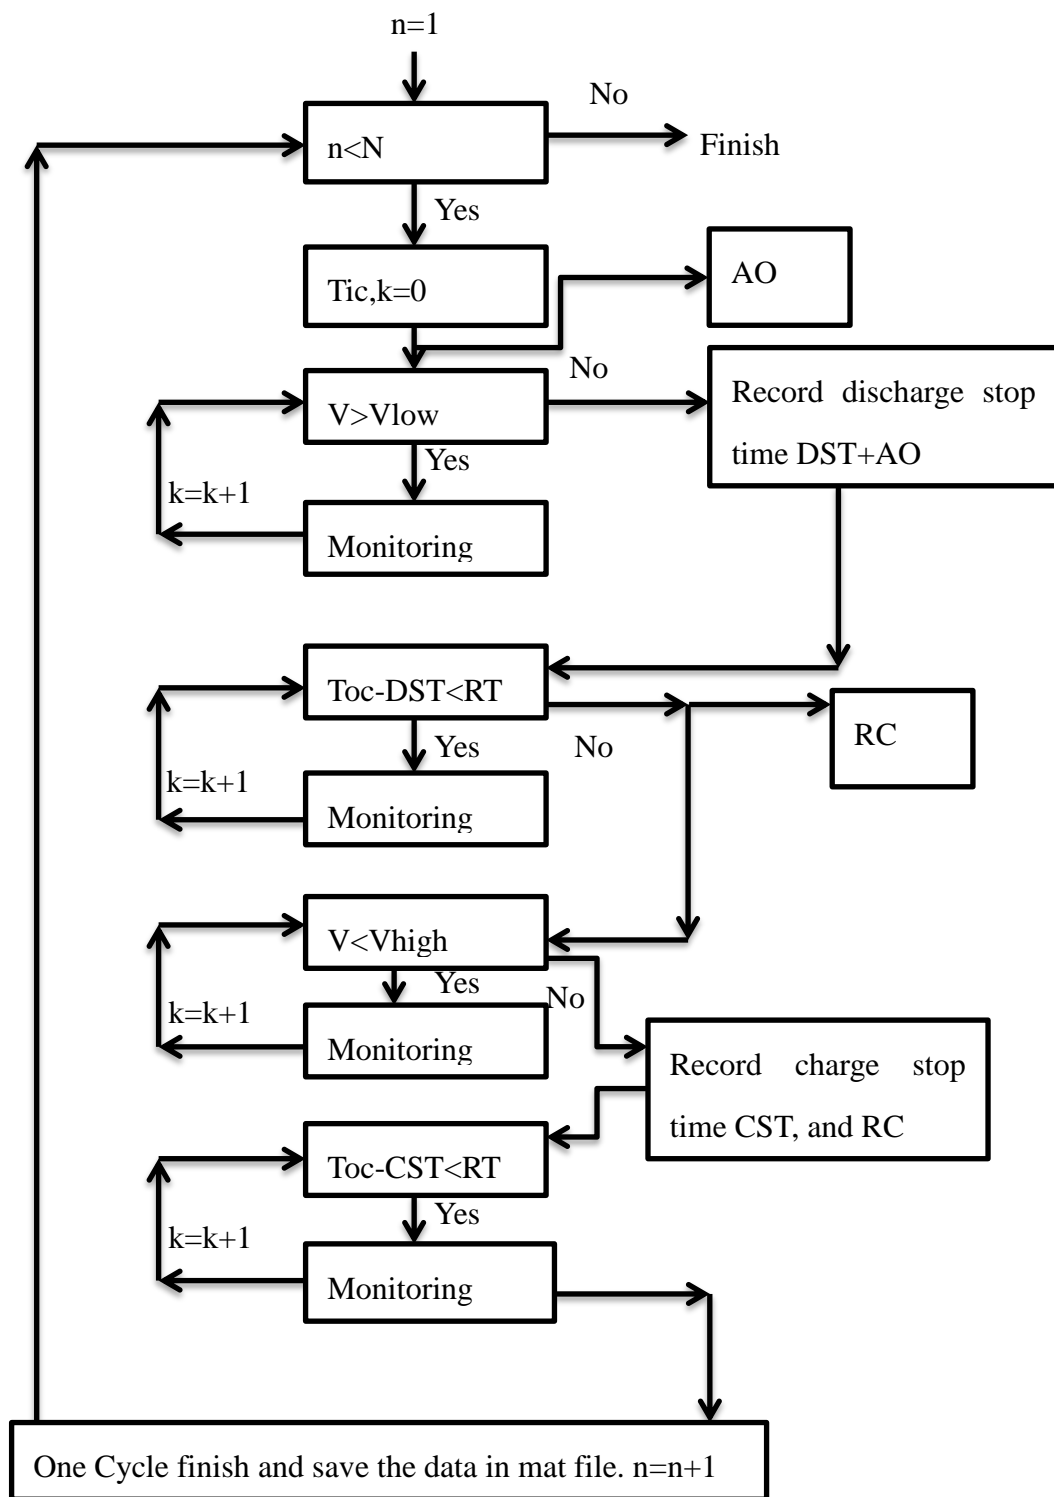 n=1
No
n<N
Finish
Yes
AO
Tic,k=0
No
Record discharge stop
time DST+AO
V>Vlow
Yes
k=k+1
Monitoring
Toc-DST<RT
RC
Yes
No
k=k+1
Monitoring
V<Vhigh
Yes
No
k=k+1
Monitoring
Record charge stop
time CST, and RC
Toc-CST<RT
Yes
k=k+1
Monitoring
One Cycle finish and save the data in mat file. n=n+1